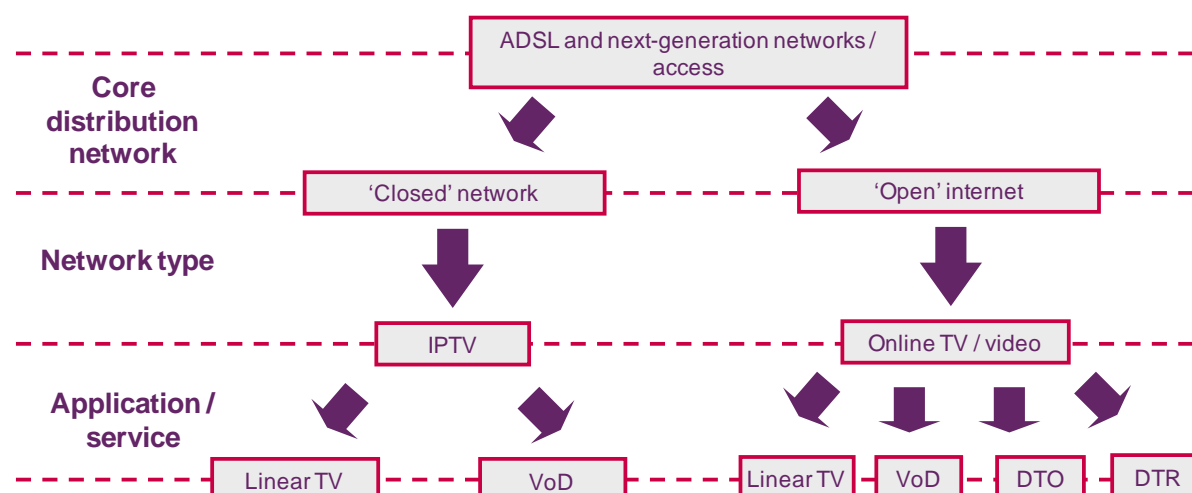 ADSL and next-generation networks /
access
Core
distribution
network
‘Closed’ network
‘Open’ internet
Network type
IPTV
Online TV / video
Application /
service
Linear TV
VoD
Linear TV
VoD
DTO
DTR